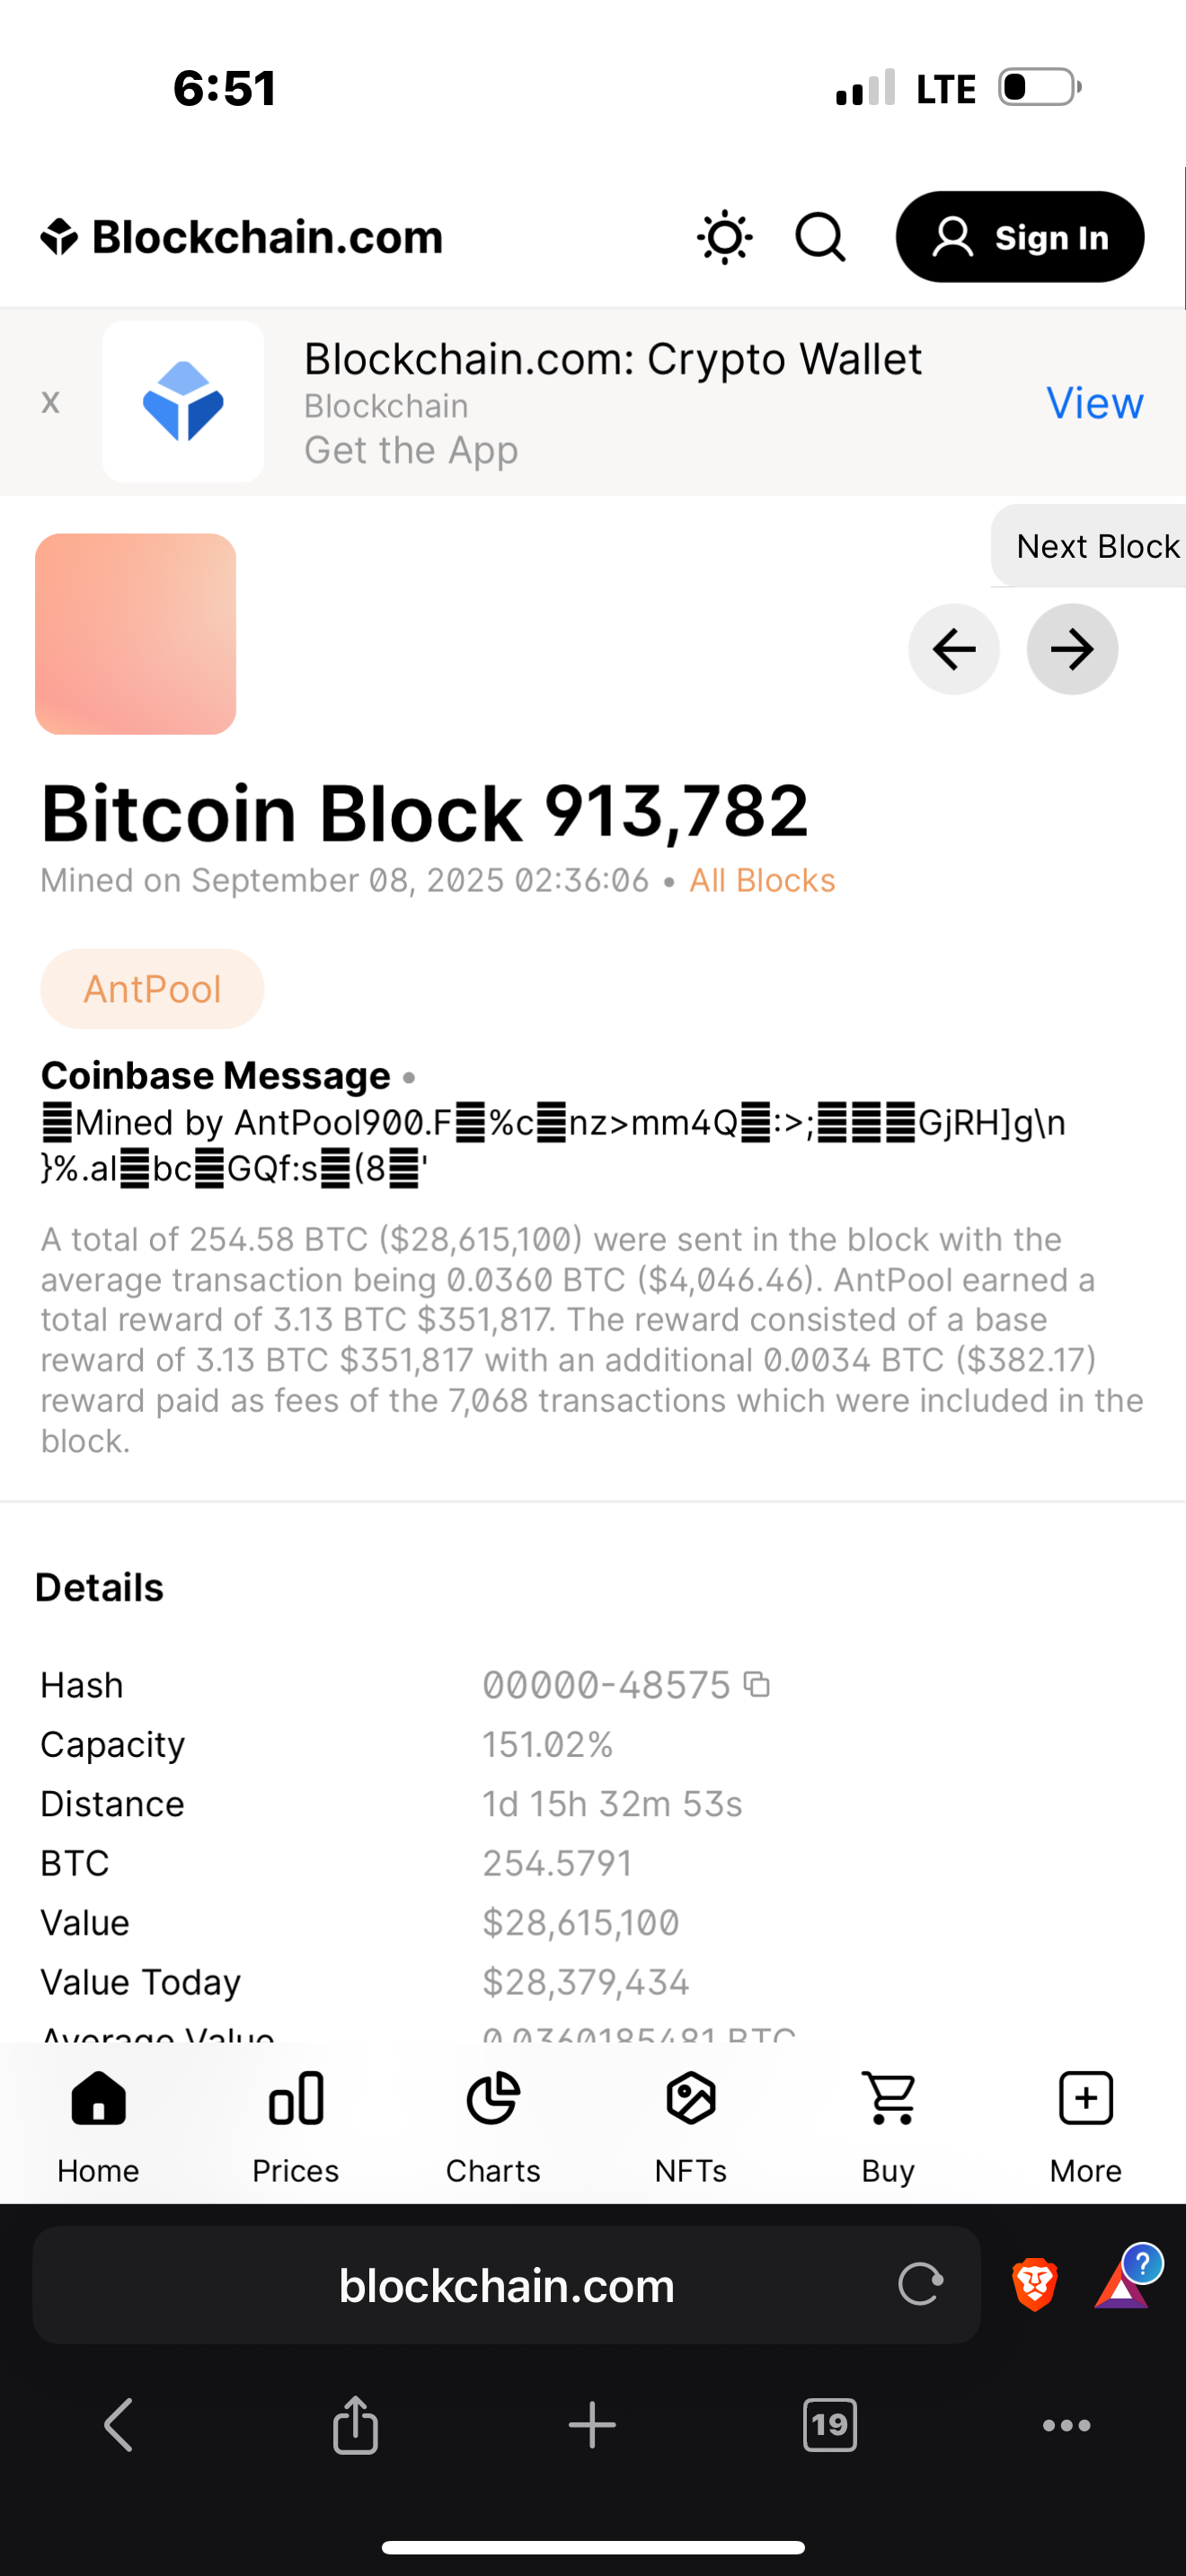 6:51
LTE
Blockchain.com
Sign In
x
Blockchain.com: Crypto Wallet
Blockchain
Get the App
View
Next Block
Bitcoin Block 913,782
Mined on September 08, 2025 02:36:06 • All Blocks
AntPool
Coinbase Message •
䷀Mined by AntPool900.F䷀%c䷀nz>mm4Q䷀:>;䷀䷀䷀GjRH]g\n
}%.al䷀bc䷀GQf:s䷀(8䷀'
A total of 254.58 BTC ($28,615,100) were sent in the block with the
average transaction being 0.0360 BTC ($4,046.46). AntPool earned a
total reward of 3.13 BTC $351,817. The reward consisted of a base
reward of 3.13 BTC $351,817 with an additional 0.0034 BTC ($382.17)
reward paid as fees of the 7,068 transactions which were included in the
block.
Details
Hash 00000-48575
Capacity 151.02%
Distance 1d 15h 32m 53s
BTC 254.5791
Value $28,615,100
Value Today $28,379,434
Average Value 0.0360185481 BTC
Home Prices Charts NFTs Buy More
blockchain.com
?
19